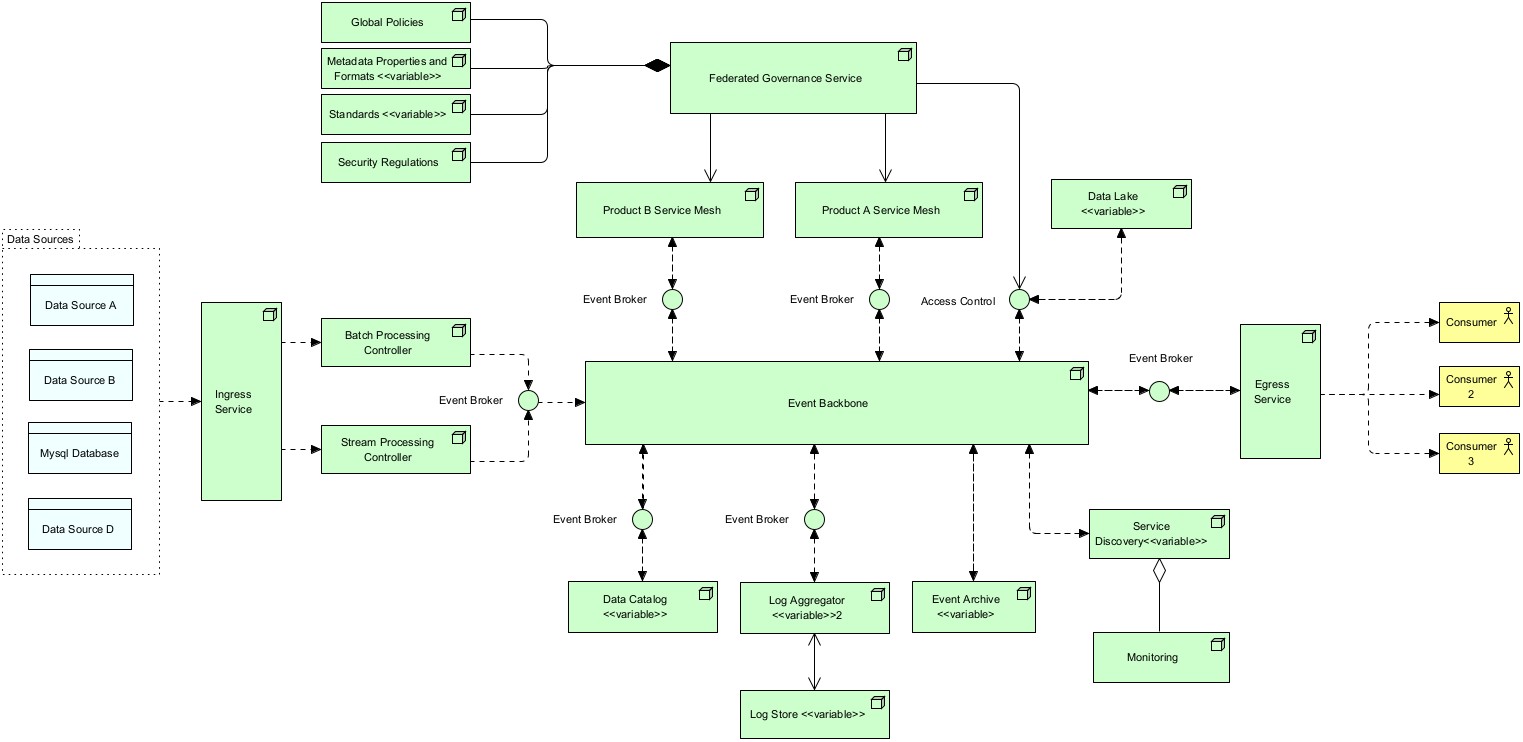 Global Policies
Metadata Properties and
Formats <<variable>>
Standards <<variable>>
Security Regulations
Federated Governance Service
Product B Service Mesh
Product A Service Mesh
Data Lake
<<variable>>
Data Sources
Data Source A
Data Source B
Mysql Database
Data Source D
Ingress
Service
Batch Processing
Controller
Stream Processing
Controller
Event Broker
Event Broker
Event Broker
Access Control
Event Backbone
Event Broker
Egress
Service
Consumer
Consumer
2
Consumer
3
Event Broker
Event Broker
Data Catalog
<<variable>>
Log Aggregator
<<variable>>2
Event Archive
<<variable>
Service
Discovery<<variable>>
Monitoring
Log Store <<variable>>